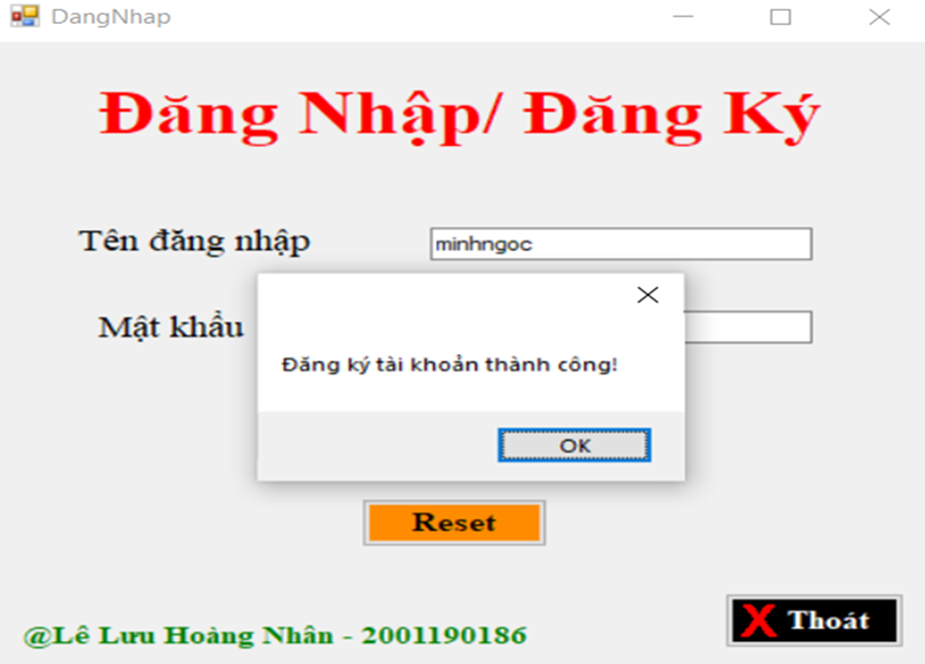 DangNhap
Đăng Nhập/ Đăng Ký
Tên đăng nhập
minhngoc
Mật khẩu
Đăng ký tài khoản thành công!
OK
Reset
X Thoát
@Lê Lưu Hoàng Nhân - 2001190186